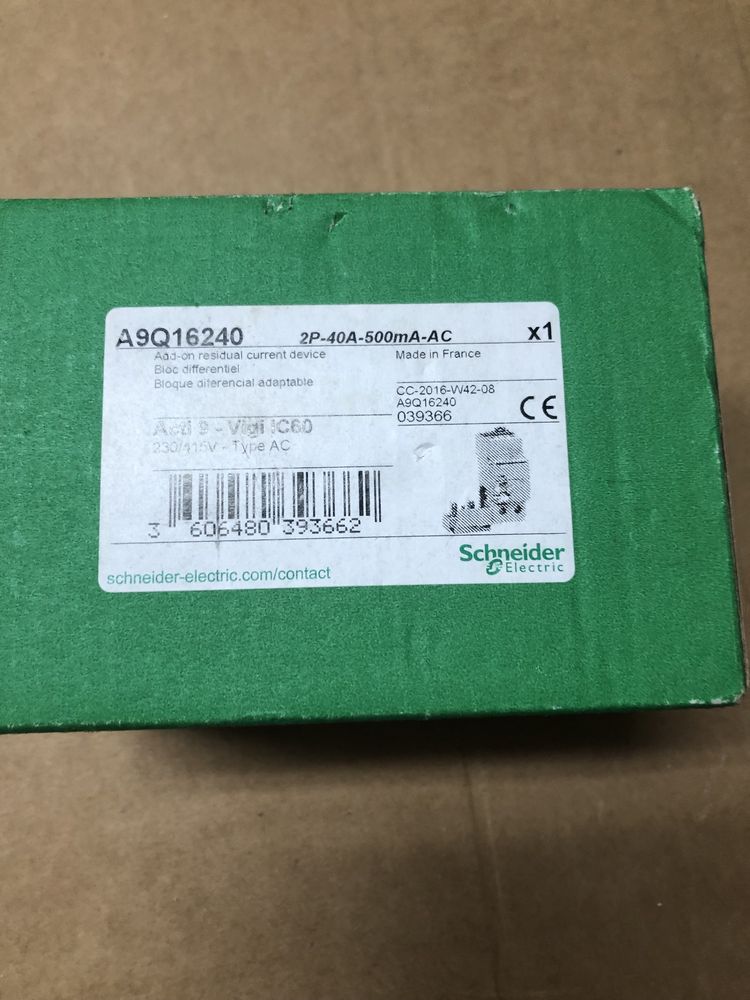 A9Q16240 2P-40A-500mA-AC x1
Add-on residual current device
Bloc differentiel
Bloque diferencial adaptable
Made in France
CC-2016-W42-08
A9Q16240
039366
CE
Acti 9 - Vigi iC60
230/415V - Type AC
3 606480 393662
Schneider
Electric
schneider-electric.com/contact